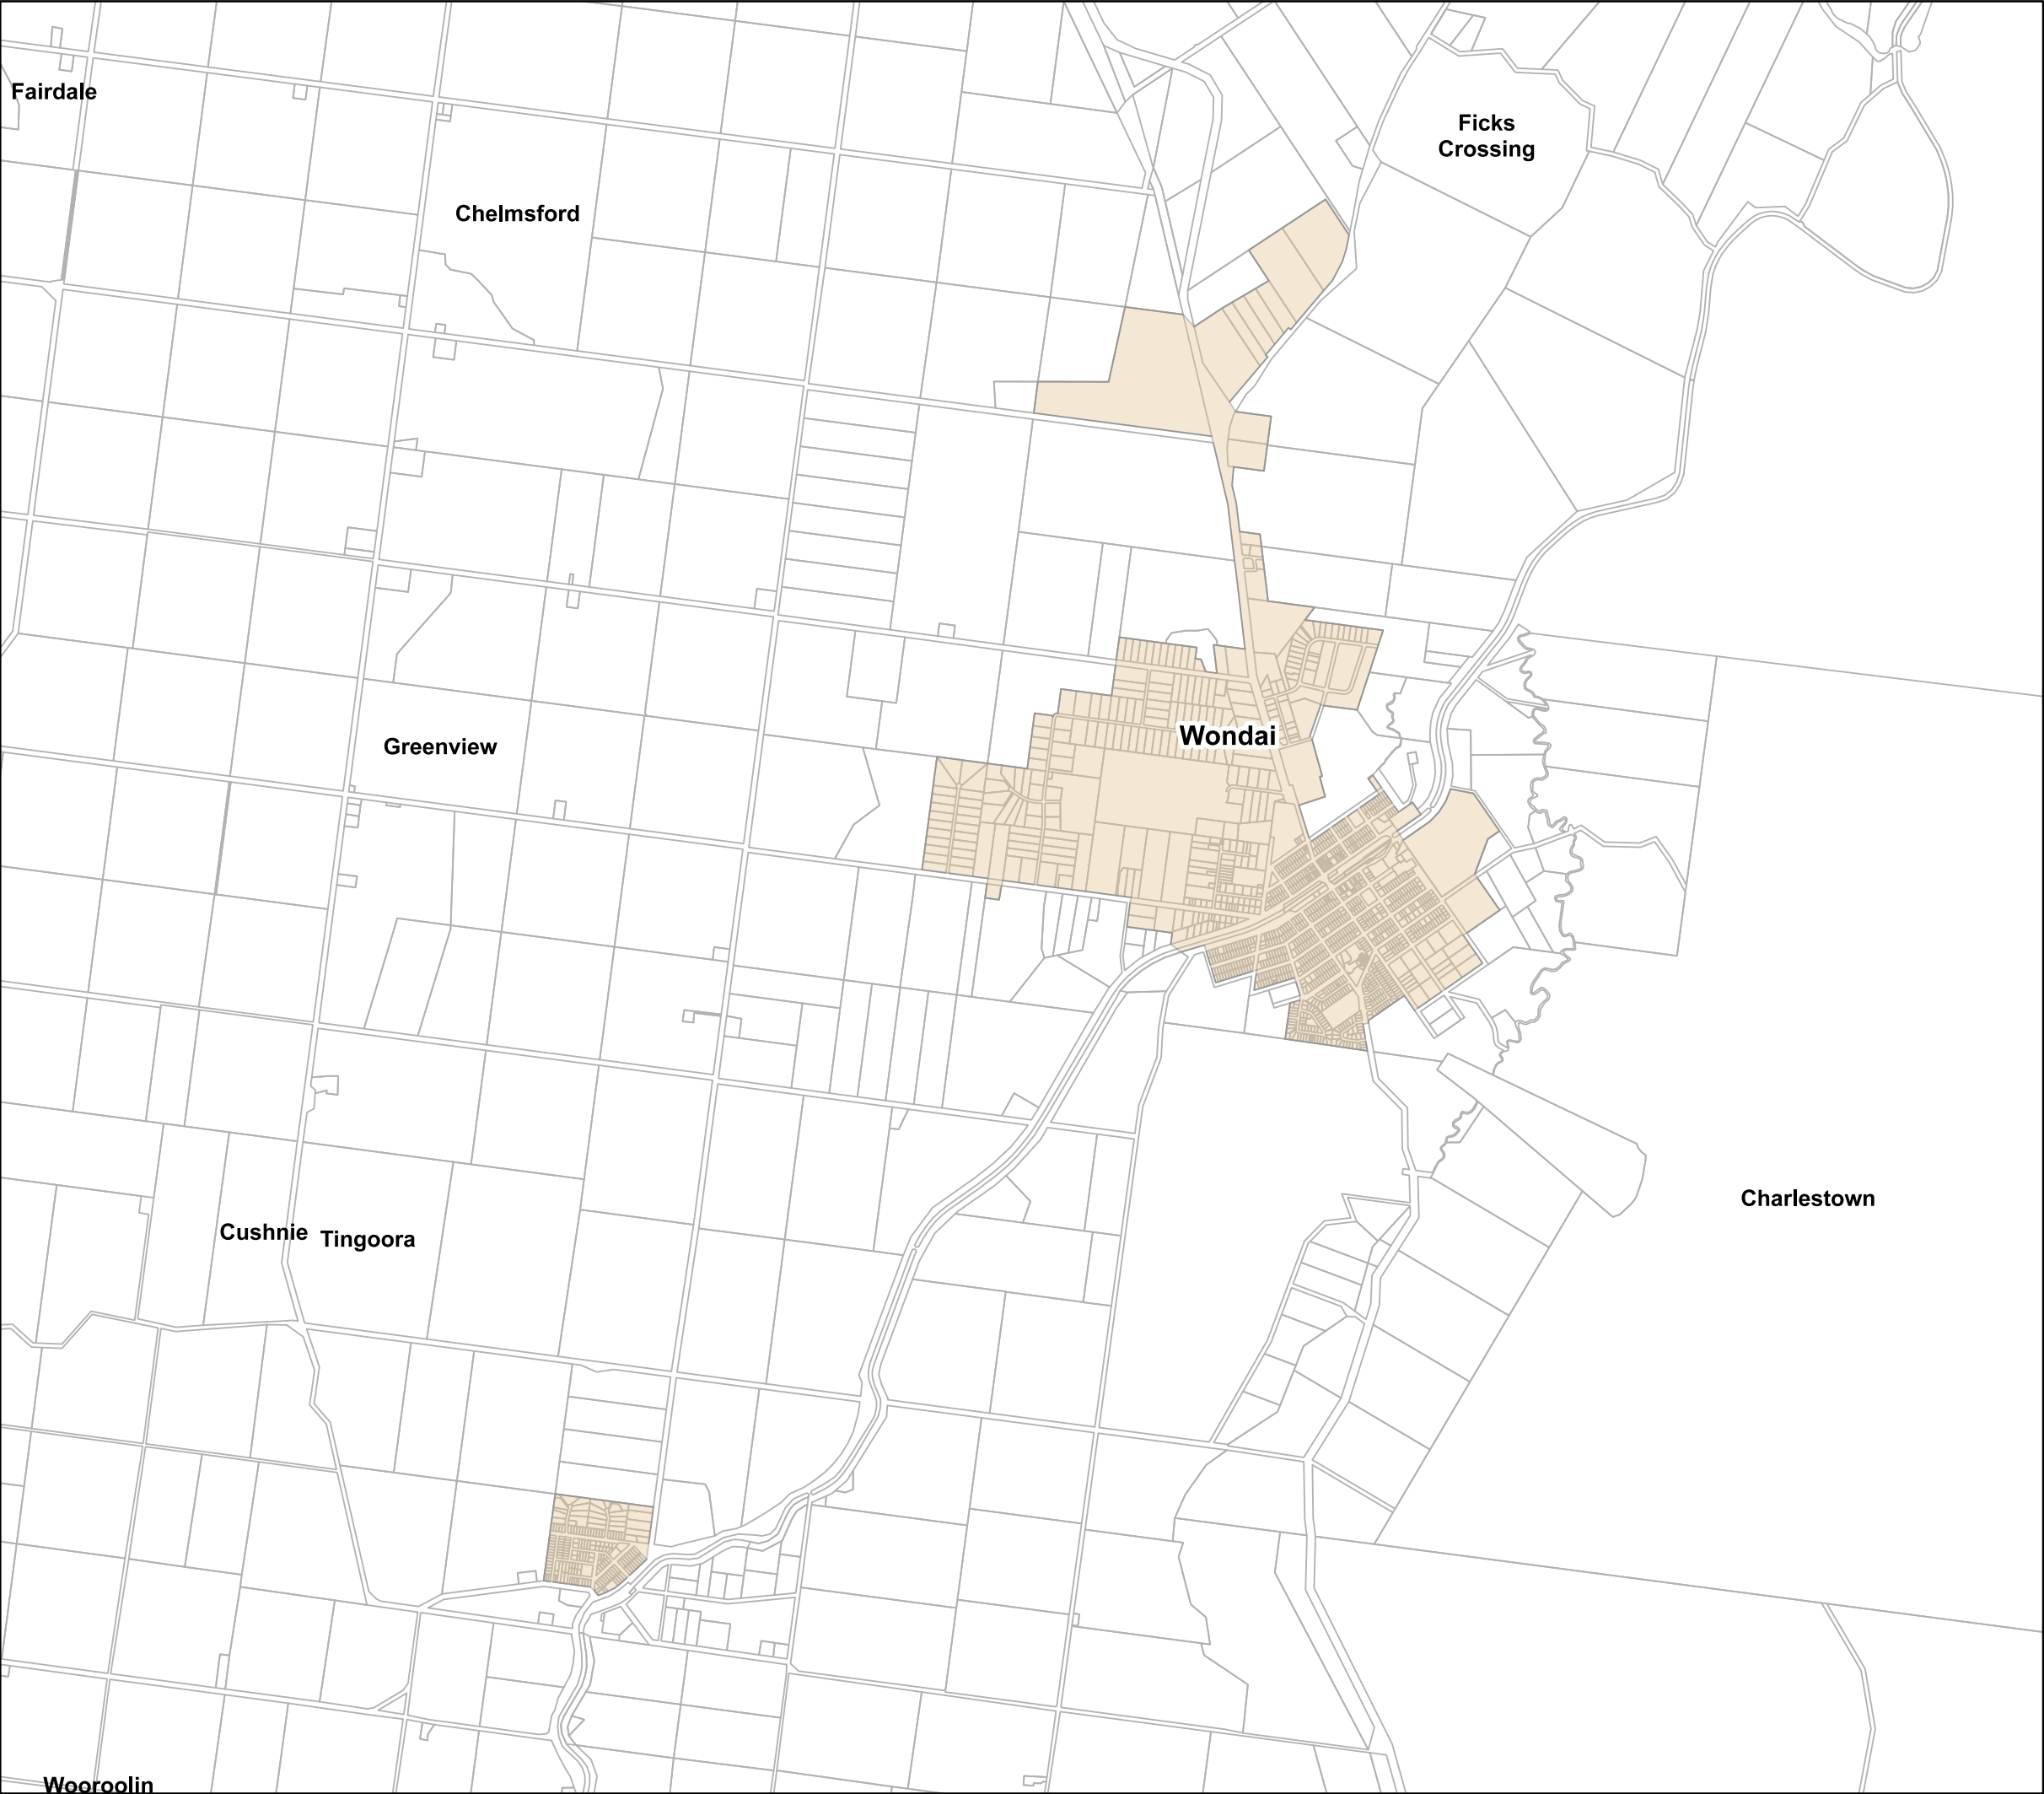 Fairdale
Ficks
Crossing
Chelmsford
Wondai
Greenview
Charlestown
Cushnie
Tingoora
Wooroolin